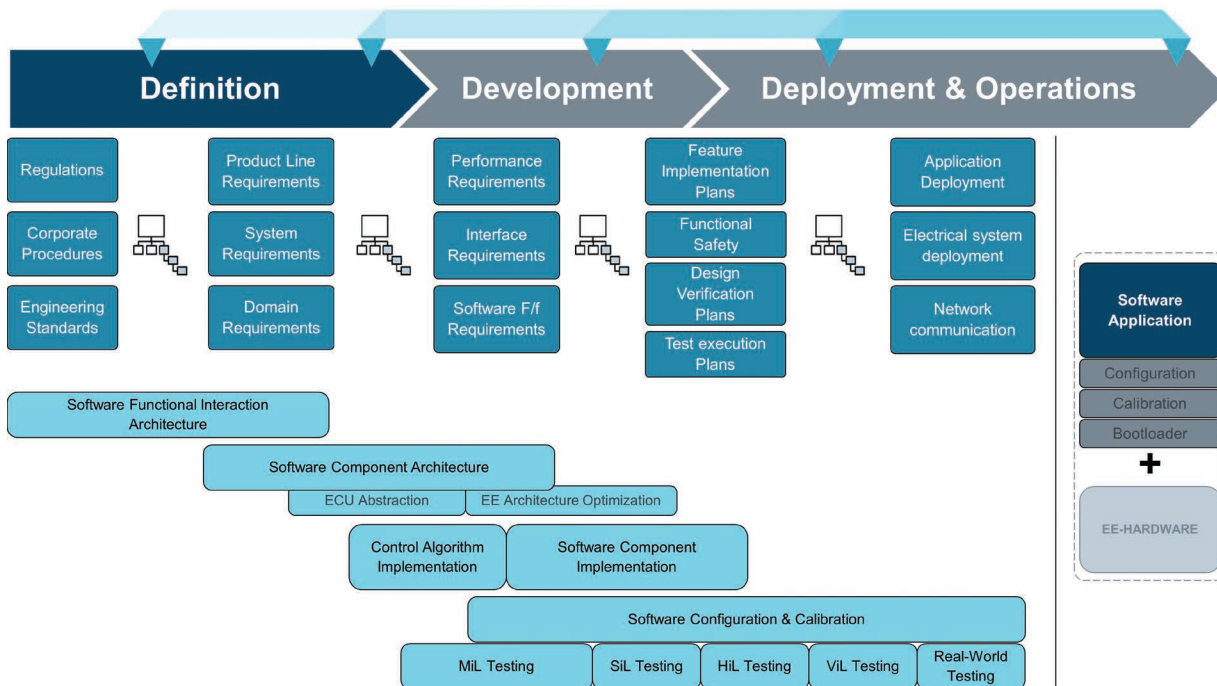 Definition
Development
Deployment & Operations
Regulations
Corporate
Procedures
Engineering
Standards
Product Line
Requirements
System
Requirements
Domain
Requirements
Performance
Requirements
Interface
Requirements
Software F/f
Requirements
Feature
Implementation
Plans
Functional
Safety
Design
Verification
Plans
Test execution
Plans
Application
Deployment
Electrical system
deployment
Network
communication
Software
Application
Configuration
Calibration
Bootloader
+
EE-HARDWARE
Software Functional Interaction
Architecture
Software Component Architecture
ECU Abstraction
EE Architecture Optimization
Control Algorithm
Implementation
Software Component
Implementation
Software Configuration & Calibration
MiL Testing
SiL Testing
HiL Testing
ViL Testing
Real-World
Testing